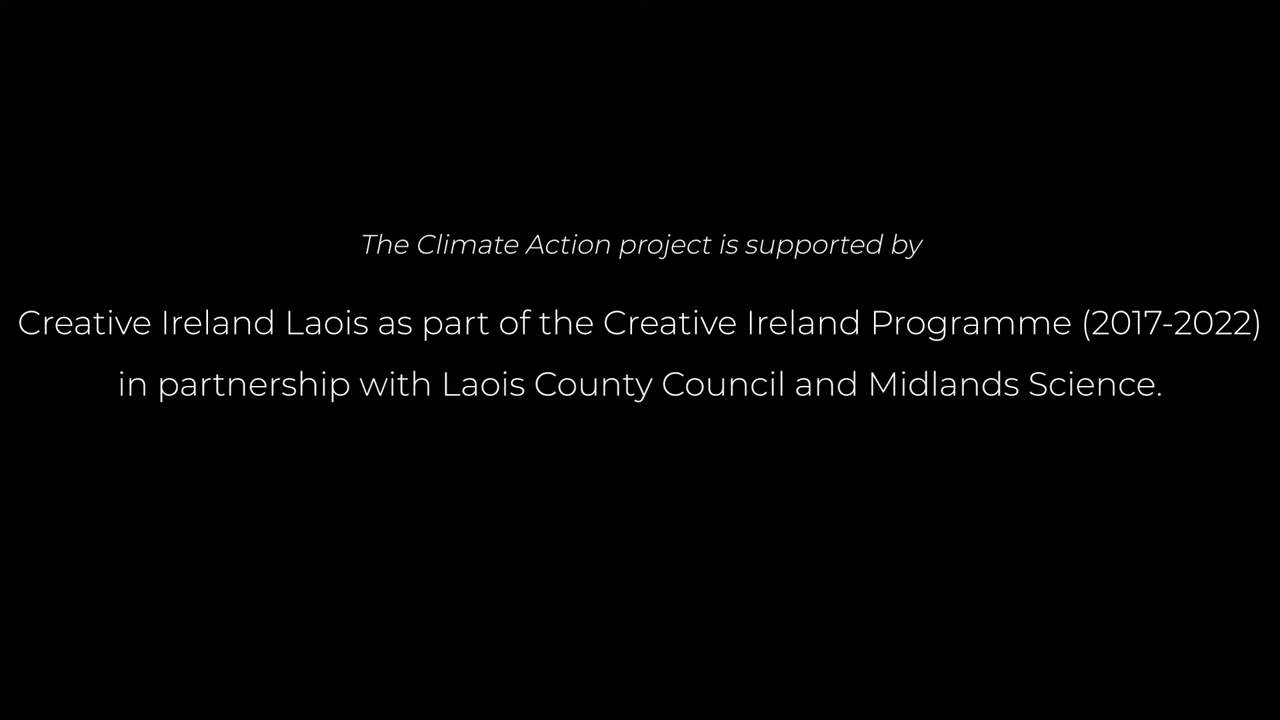 The Climate Action project is supported by
Creative Ireland Laois as part of the Creative Ireland Programme (2017-2022)
in partnership with Laois County Council and Midlands Science.